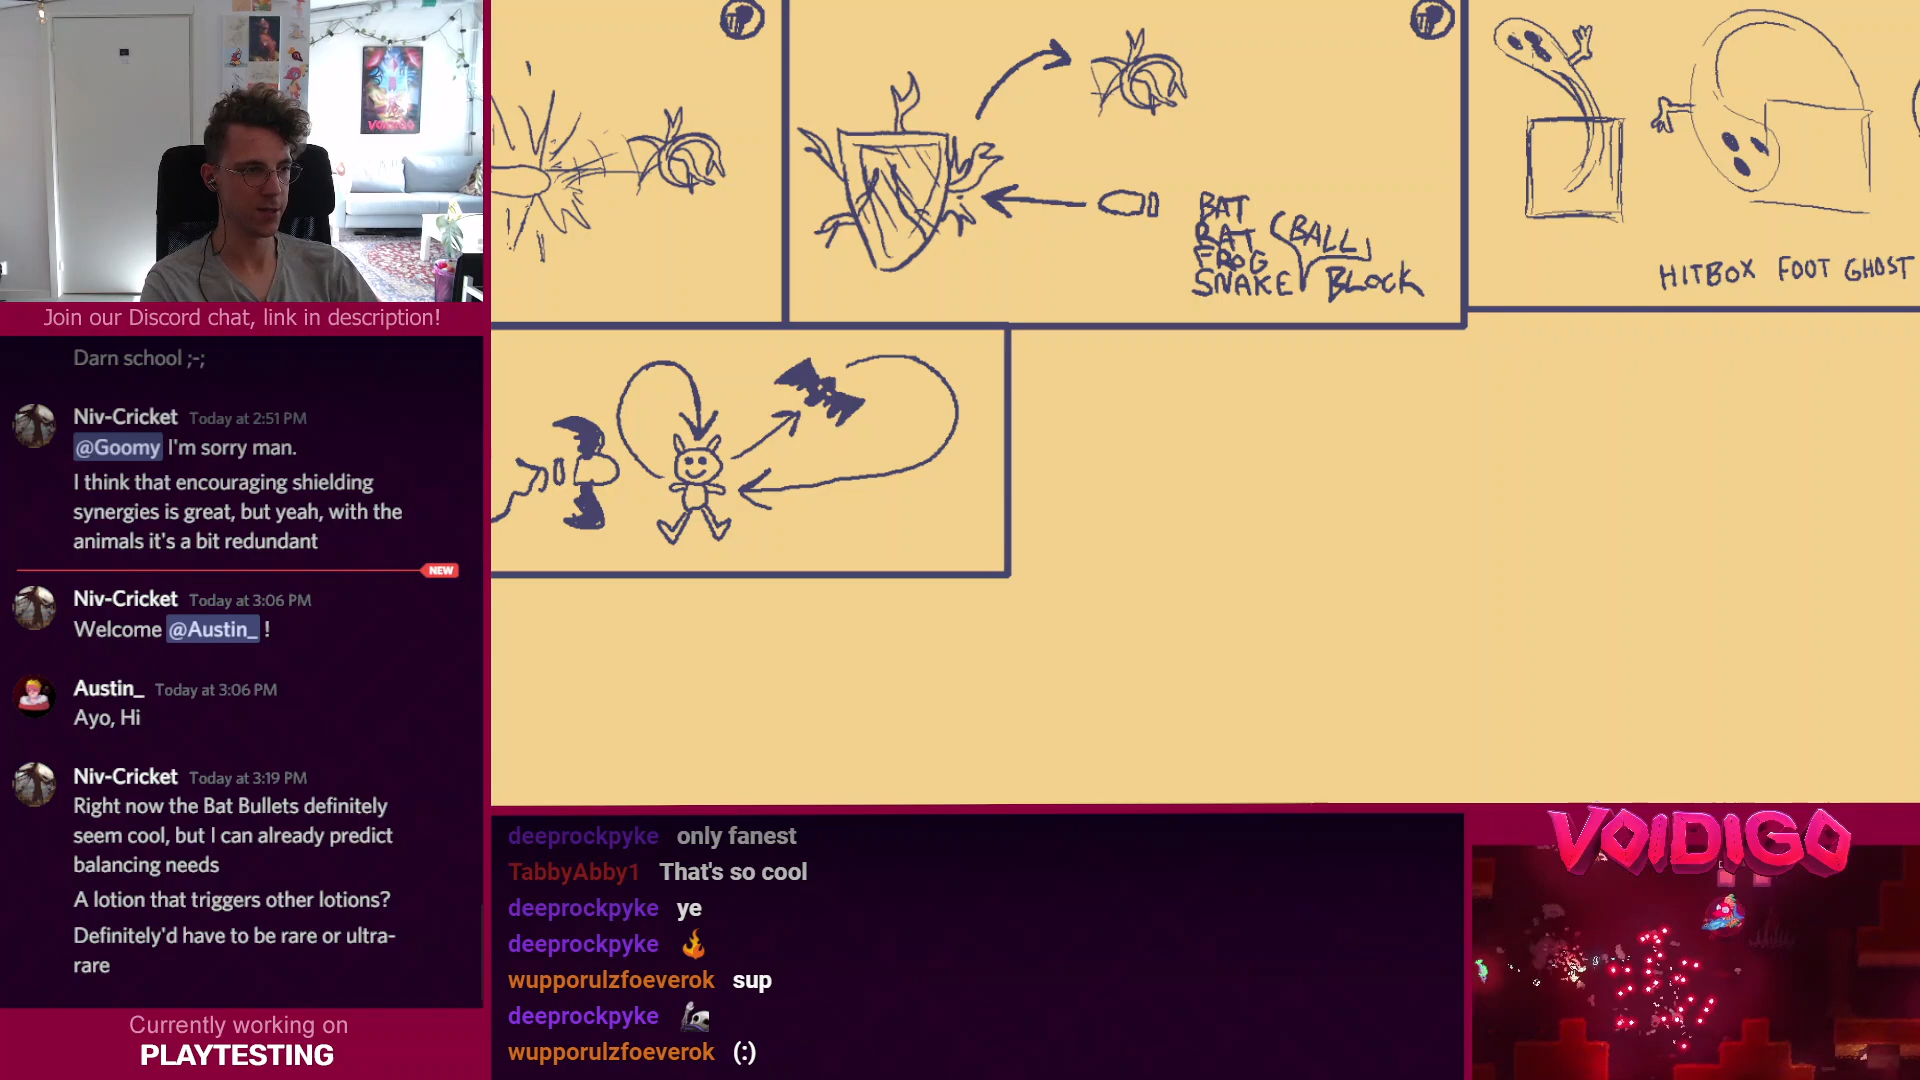 VOIDIGO
Join our Discord chat, link in description!
Darn school ;-;
Niv-Cricket Today at 2:51 PM
@Goomy I'm sorry man.
I think that encouraging shielding
synergies is great, but yeah, with the
animals it's a bit redundant
NEW
Niv-Cricket Today at 3:06 PM
Welcome @Austin_ !
Austin_ Today at 3:06 PM
Ayo, Hi
Niv-Cricket Today at 3:19 PM
Right now the Bat Bullets definitely
seem cool, but I can already predict
balancing needs
A lotion that triggers other lotions?
Definitely'd have to be rare or ultra-
rare
Currently working on
PLAYTESTING
BAT
RAT (BALL)
FROG
SNAKE BLOCK
HITBOX FOOT GHOST
deeprockpyke only fanest
TabbyAbby1 That's so cool
deeprockpyke ye
deeprockpyke 🔥
wupporulzfoeverok sup
deeprockpyke
wupporulzfoeverok (:)
VOIDIGO